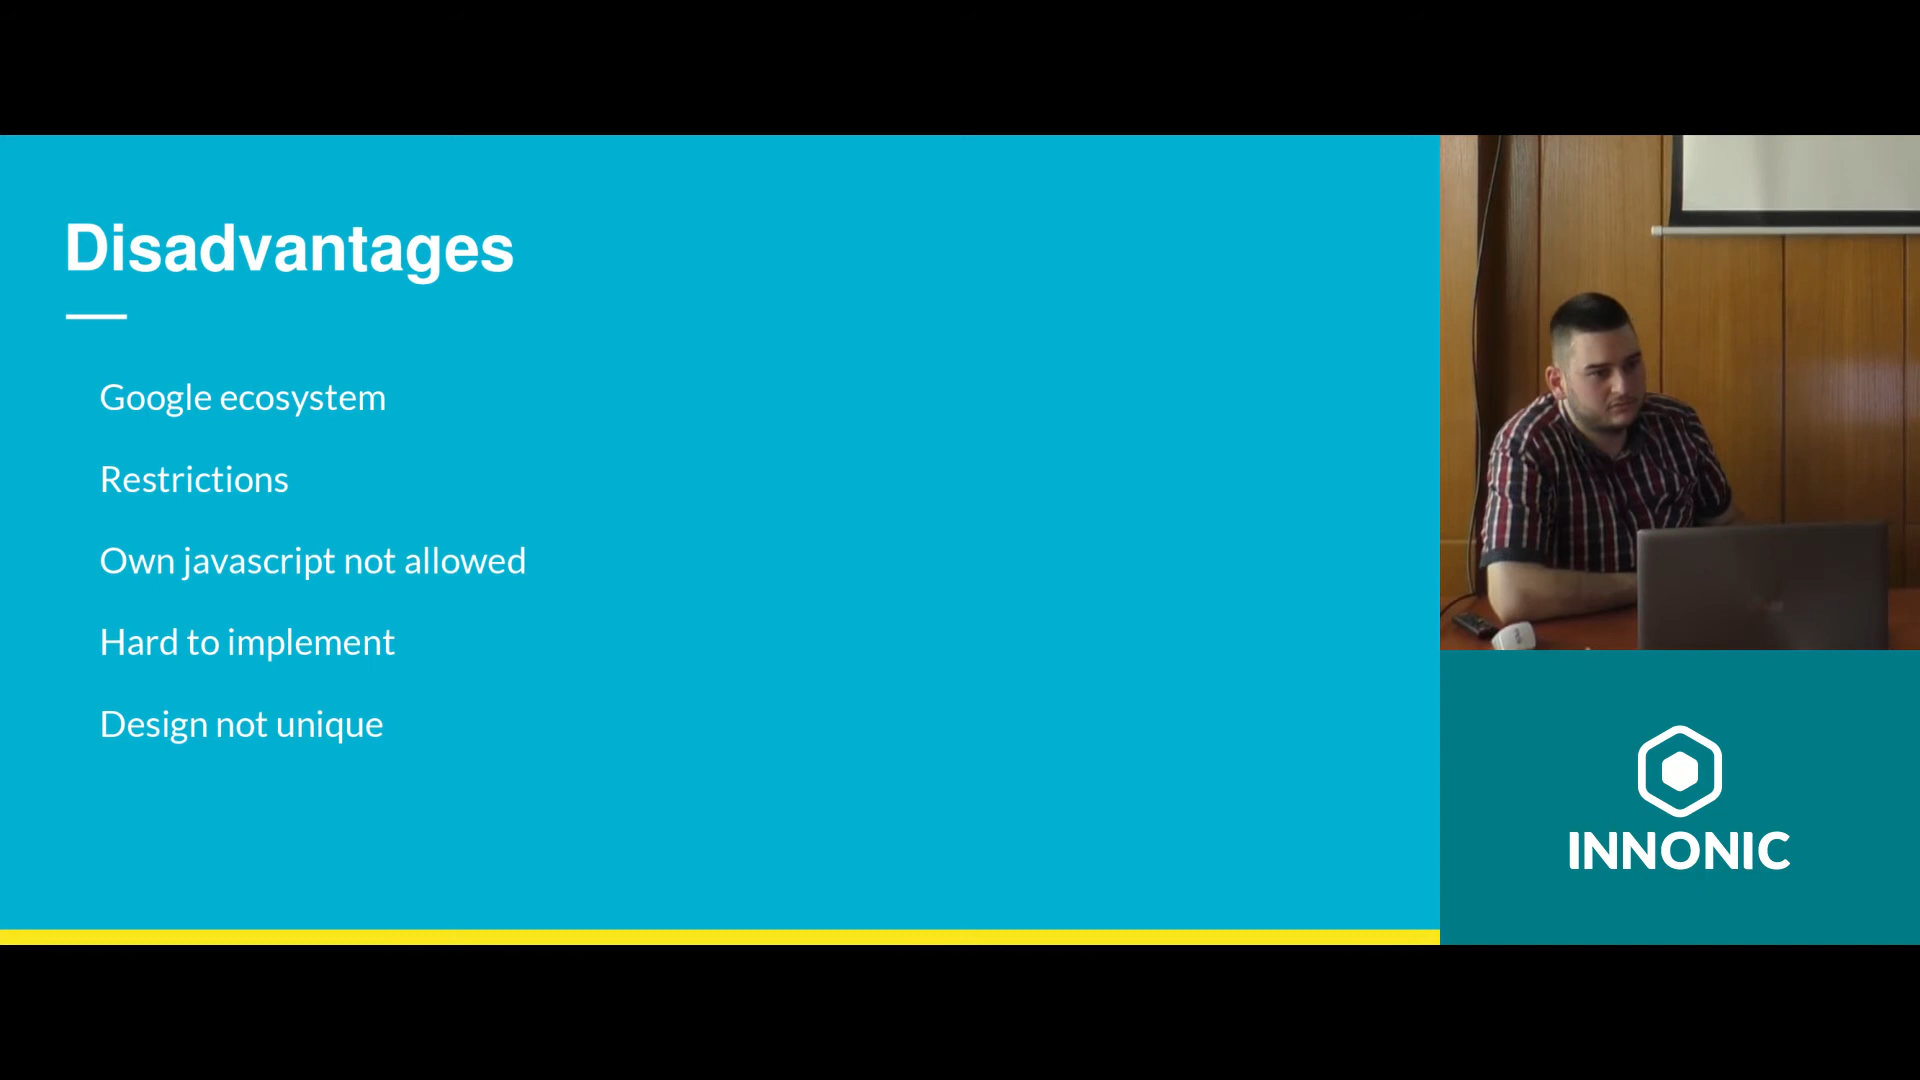 Disadvantages
Google ecosystem
Restrictions
Own javascript not allowed
Hard to implement
Design not unique
INNONIC